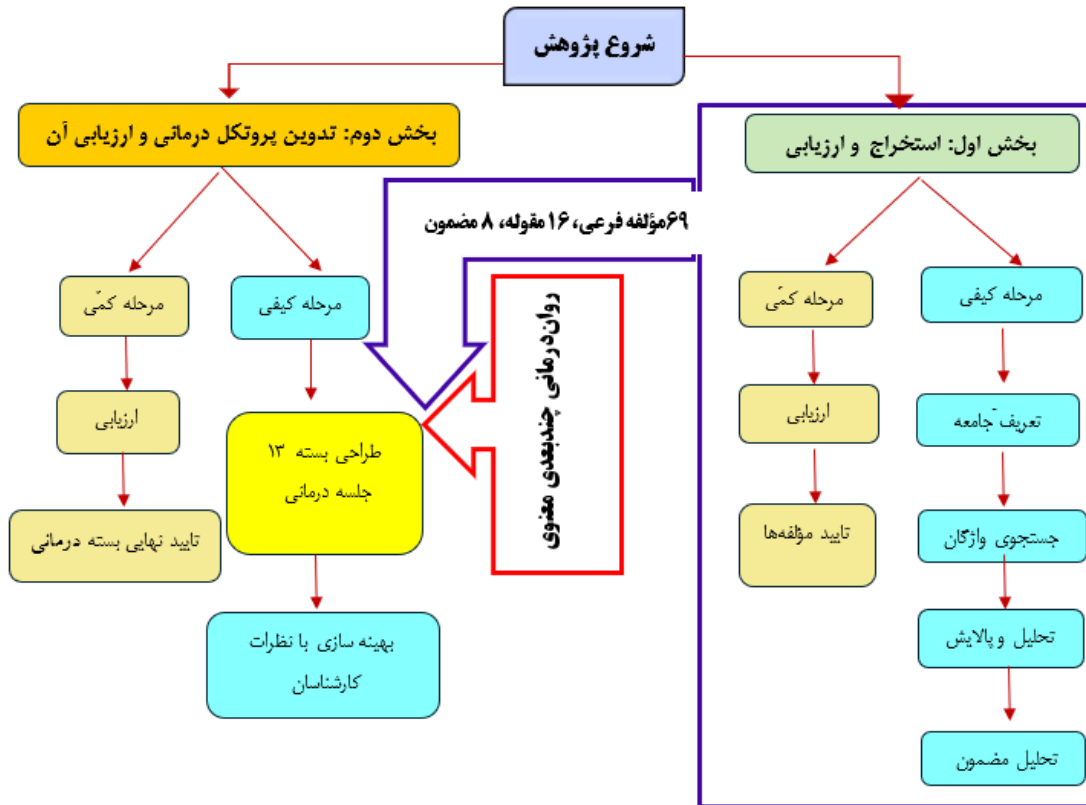 شروع پژوهش
بخش اول: استخراج و ارزیابی
بخش دوم: تدوین پروتکل درمانی و ارزیابی آن
۶۹مؤلفه فرعی، ۱۶مقوله، ۸ مضمون
مرحله کیفی
مرحله کمّی
مرحله کیفی
مرحله کمّی
روان‌درمانی چندبعدی معنوی
تعریف جامعه
ارزیابی
طراحی بسته ۱۳
جلسه درمانی
ارزیابی
جستجوی واژگان
تایید مؤلفه‌ها
تایید نهایی بسته درمانی
تحلیل و پالایش
بهینه سازی با نظرات
کارشناسان
تحلیل مضمون